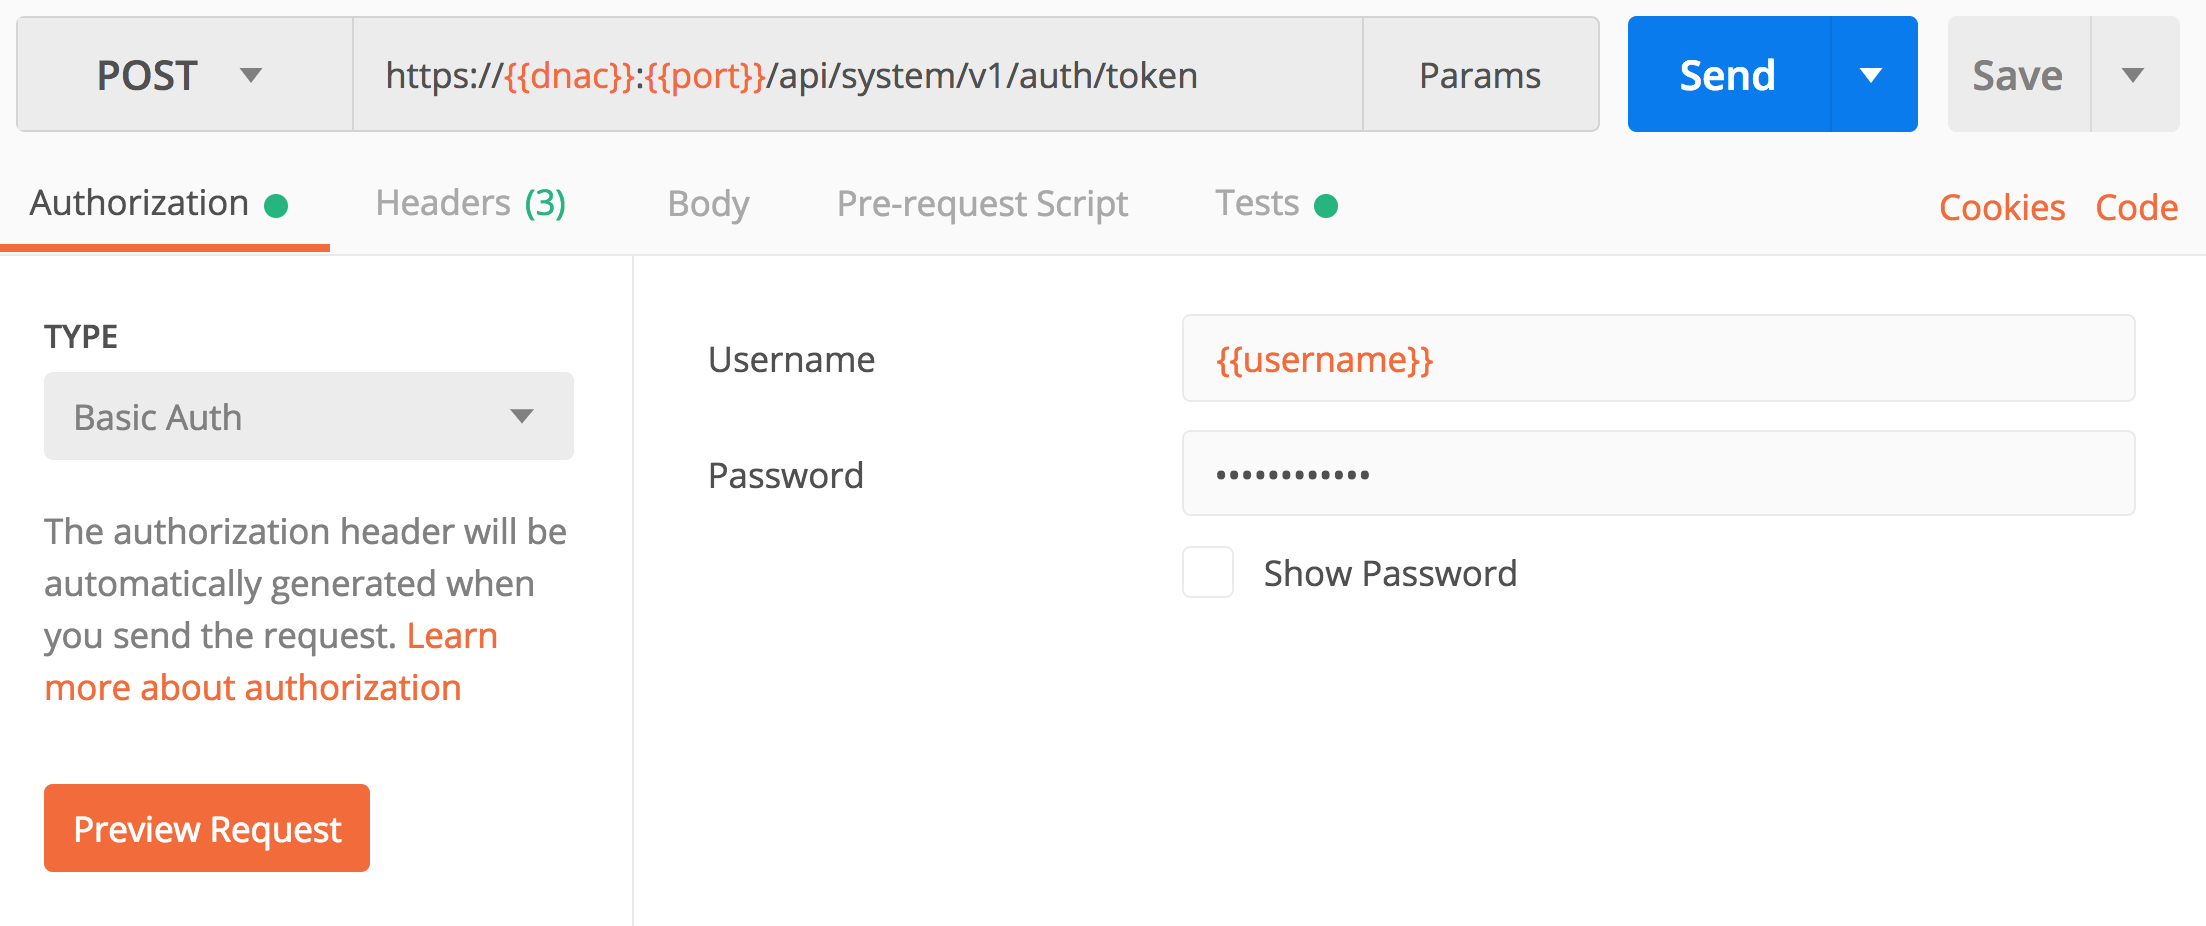 POST https://{{dnac}}:{{port}}/api/system/v1/auth/token Params Send Save
Authorization Headers (3) Body Pre-request Script Tests Cookies Code
TYPE
Basic Auth
The authorization header will be
automatically generated when
you send the request. Learn
more about authorization
Preview Request
Username {{username}}
Password ••••••••••••
Show Password